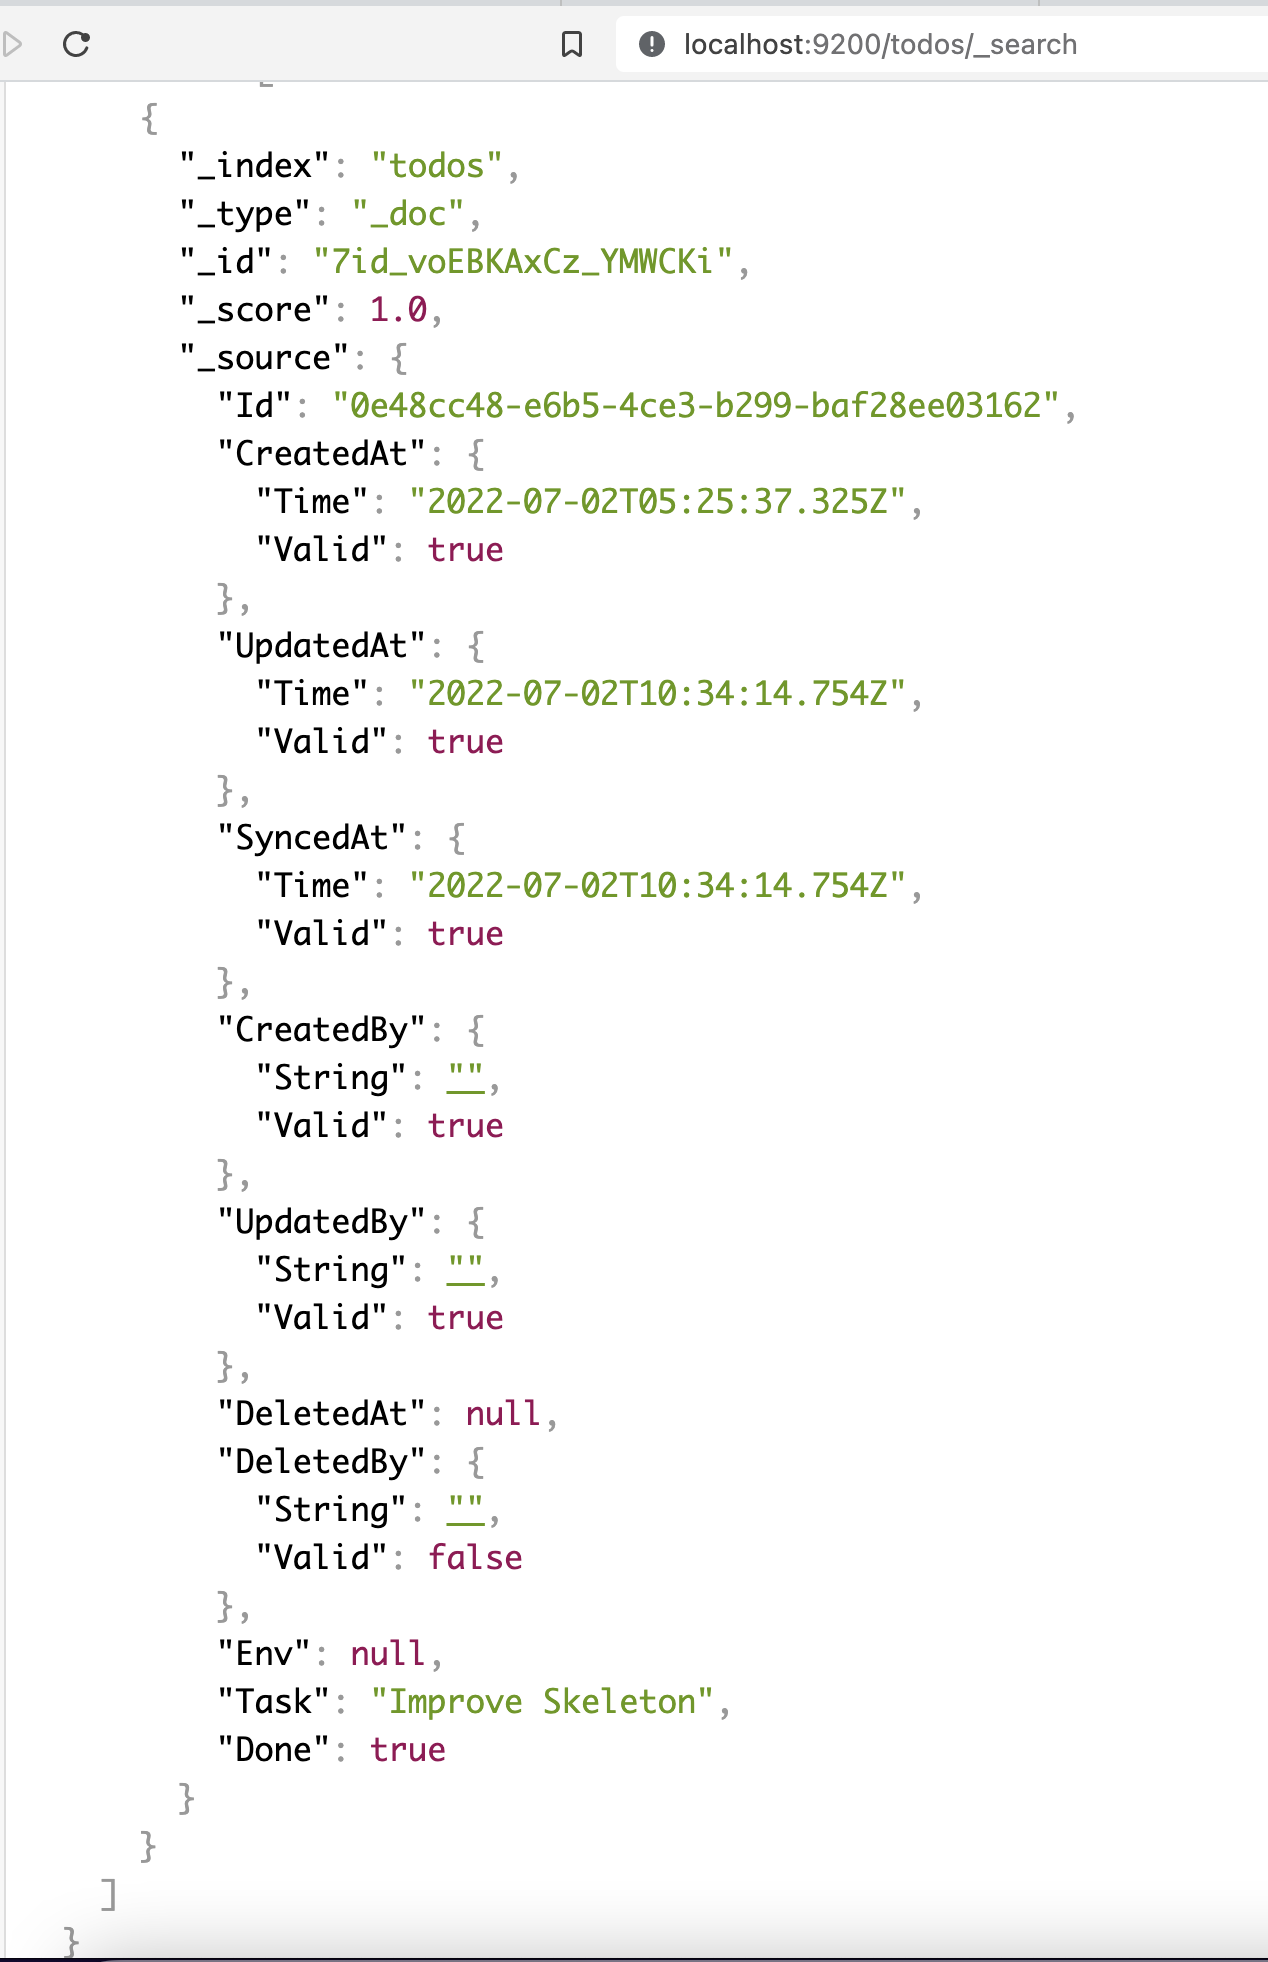 localhost:9200/todos/_search
{
"_index": "todos",
"_type": "_doc",
"_id": "7id_voEBKAxCz_YMWCKi",
"_score": 1.0,
"_source": {
"Id": "0e48cc48-e6b5-4ce3-b299-baf28ee03162",
"CreatedAt": {
"Time": "2022-07-02T05:25:37.325Z",
"Valid": true
},
"UpdatedAt": {
"Time": "2022-07-02T10:34:14.754Z",
"Valid": true
},
"SyncedAt": {
"Time": "2022-07-02T10:34:14.754Z",
"Valid": true
},
"CreatedBy": {
"String": "",
"Valid": true
},
"UpdatedBy": {
"String": "",
"Valid": true
},
"DeletedAt": null,
"DeletedBy": {
"String": "",
"Valid": false
},
"Env": null,
"Task": "Improve Skeleton",
"Done": true
}
}
]
}